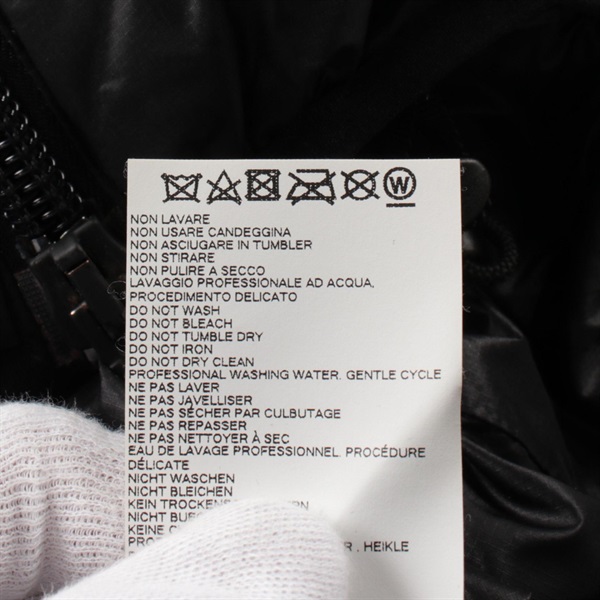 W
NON LAVARE
NON USARE CANDEGGINA
NON ASCIUGARE IN TUMBLER
NON STIRARE
NON PULIRE A SECCO
LAVAGGIO PROFESSIONALE AD ACQUA,
PROCEDIMENTO DELICATO
DO NOT WASH
DO NOT BLEACH
DO NOT TUMBLE DRY
DO NOT IRON
DO NOT DRY CLEAN
PROFESSIONAL WASHING WATER. GENTLE CYCLE
NE PAS LAVER
NE PAS JAVELLISER
NE PAS SÉCHER PAR CULBUTAGE
NE PAS REPASSER
NE PAS NETTOYER À SEC
EAU DE LAVAGE PROFESSIONNEL. PROCÉDURE
DÉLICATE
NICHT WASCHEN
NICHT BLEICHEN
KEIN
NICHT
HEIKLE